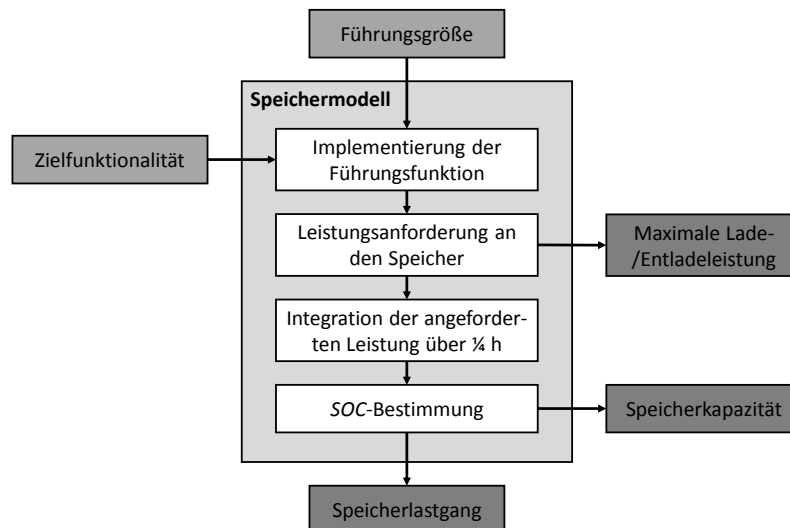 Führungsgröße
Speichermodell
Zielfunktionalität
Implementierung der
Führungsfunktion
Leistungsanforderung an
den Speicher
Maximale Lade-
/Entladeleistung
Integration der angeforder-
ten Leistung über ¼ h
SOC-Bestimmung
Speicherkapazität
Speicherlastgang